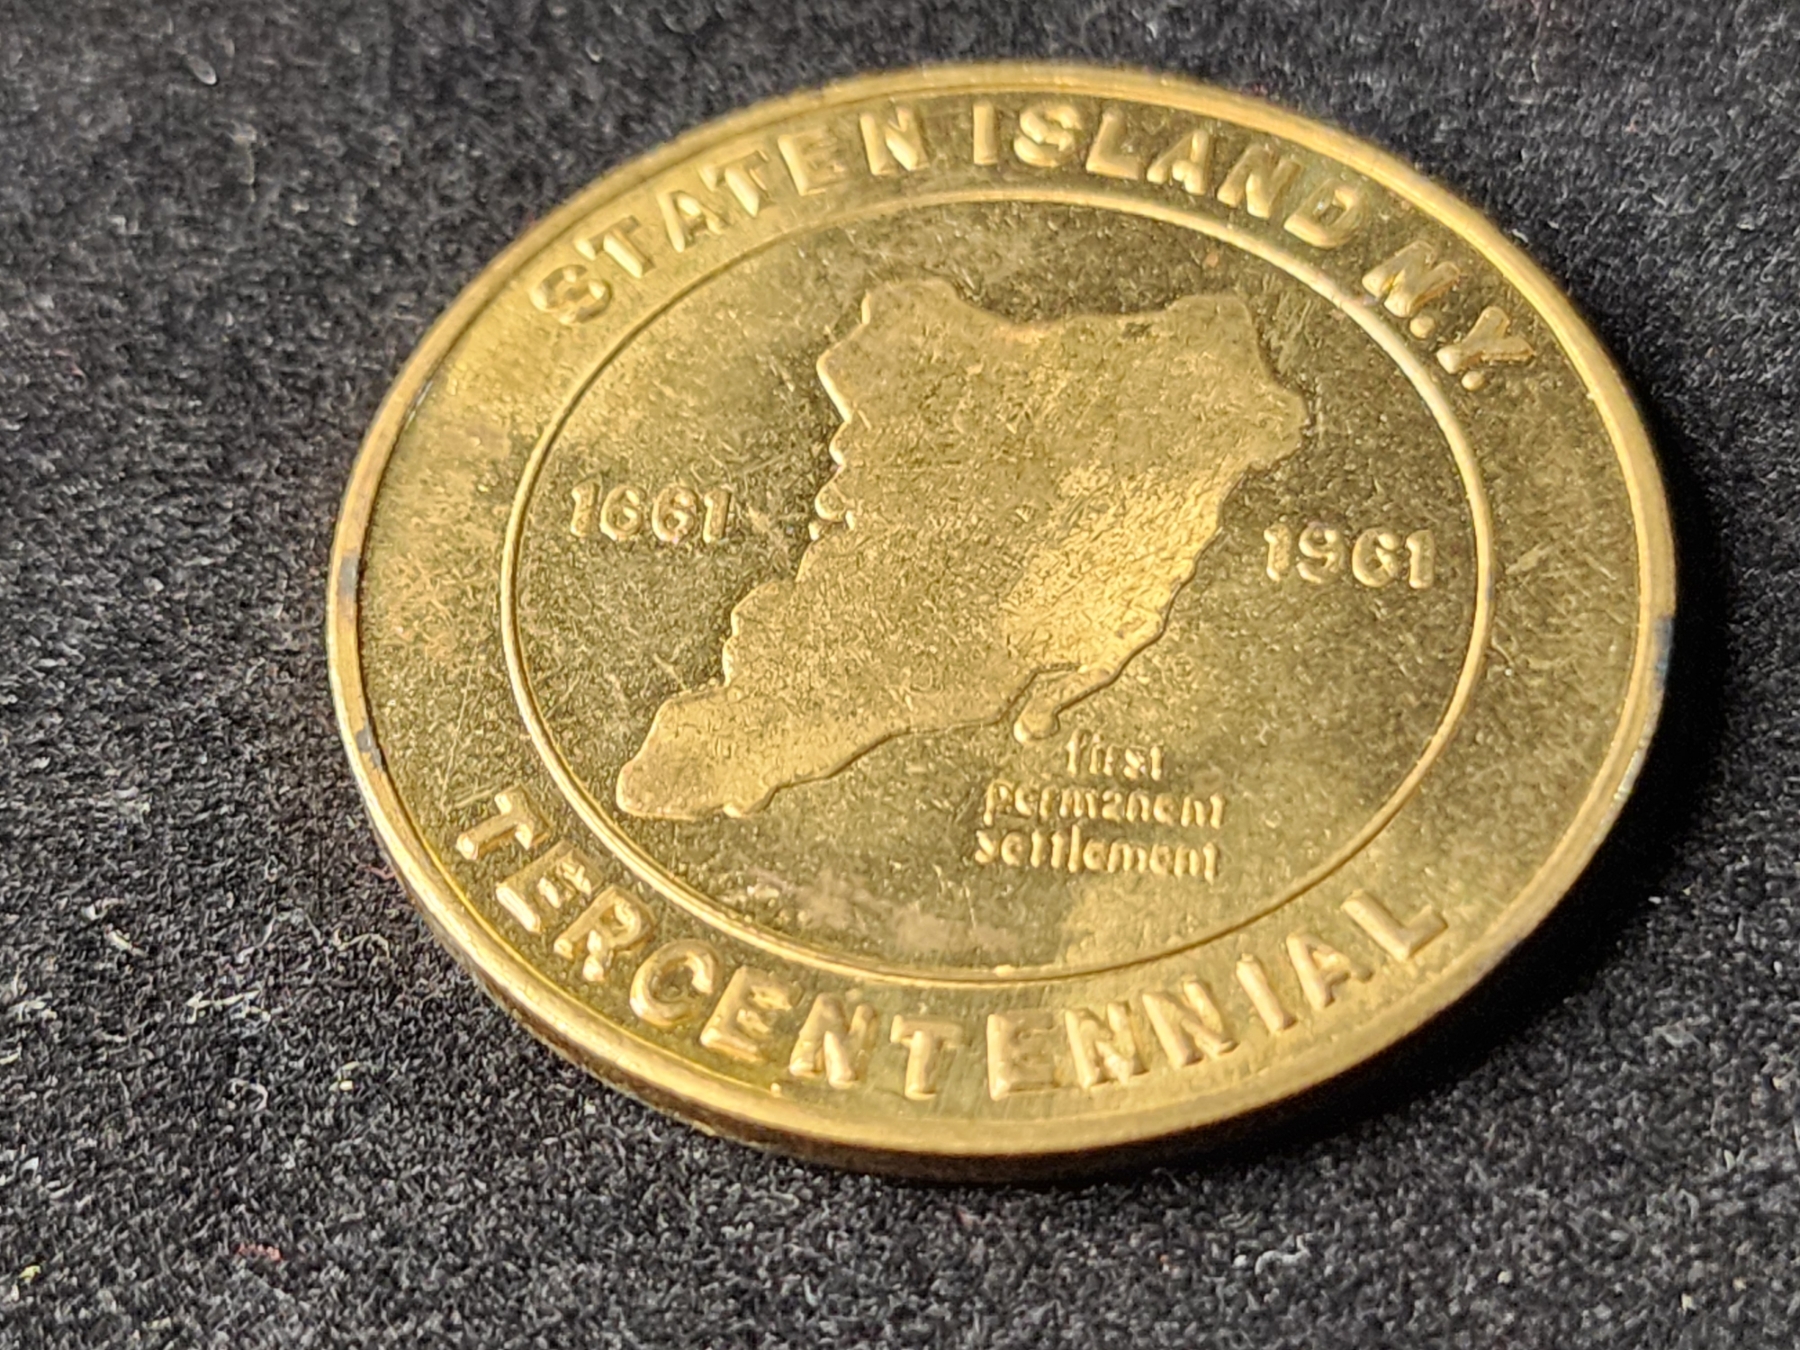 STATEN ISLAND N.Y.
1661
1961
first
permanent
settlement
TERCENTENNIAL